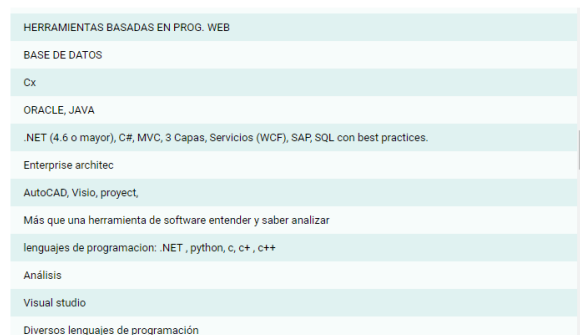 HERRAMIENTAS BASADAS EN PROG. WEB
BASE DE DATOS
Cx
ORACLE, JAVA
.NET (4.6 o mayor), C#, MVC, 3 Capas, Servicios (WCF), SAP, SQL con best practices.
Enterprise architec
AutoCAD, Visio, proyect,
Más que una herramienta de software entender y saber analizar
lenguajes de programacion: .NET , python, c, c+ , c++
Análisis
Visual studio
Diversos lenguajes de programación